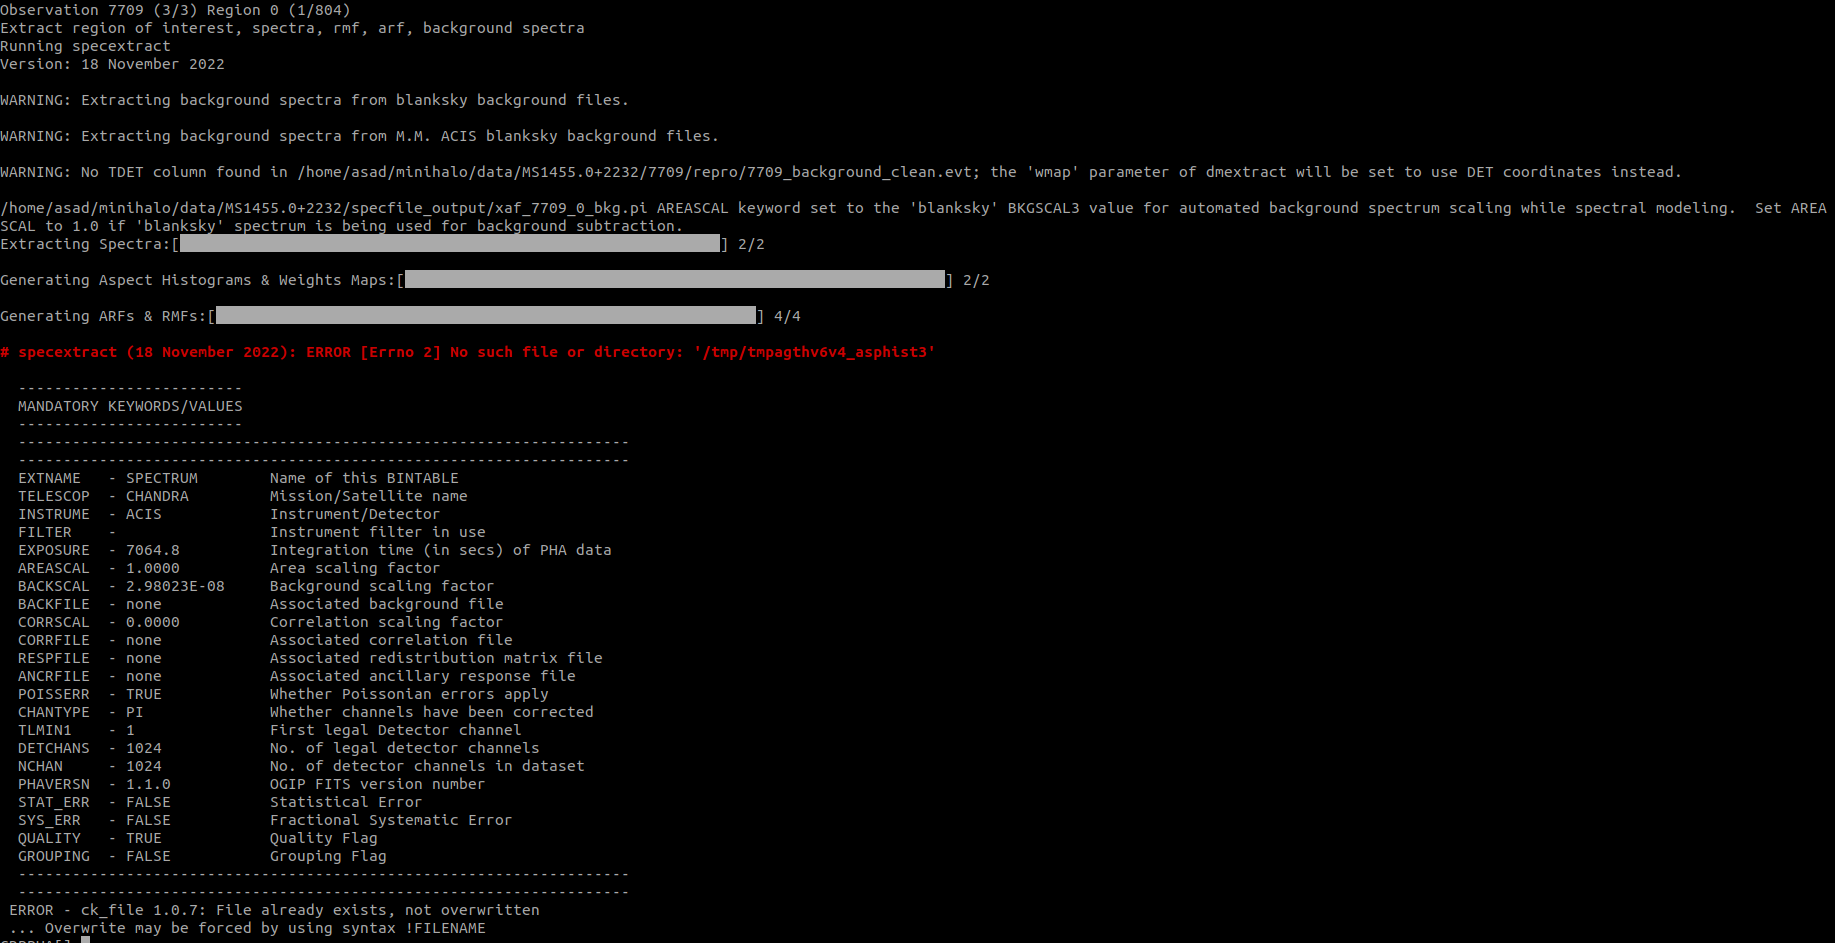 Observation 7709 (3/3) Region 0 (1/804)
Extract region of interest, spectra, rmf, arf, background spectra
Running specextract
Version: 18 November 2022
WARNING: Extracting background spectra from blanksky background files.
WARNING: Extracting background spectra from M.M. ACIS blanksky background files.
WARNING: No TDET column found in /home/asad/minihalo/data/MS1455.0+2232/7709/repro/7709_background_clean.evt; the 'wmap' parameter of dmextract will be set to use DET coordinates instead.
/home/asad/minihalo/data/MS1455.0+2232/specfile_output/xaf_7709_0_bkg.pi AREASCAL keyword set to the 'blanksky' BKGSCAL3 value for automated background spectrum scaling while spectral modeling.  Set AREA
SCAL to 1.0 if 'blanksky' spectrum is being used for background subtraction.
Extracting Spectra:[ ] 2/2
Generating Aspect Histograms & Weights Maps:[ ] 2/2
Generating ARFs & RMFs:[ ] 4/4
# specextract (18 November 2022): ERROR [Errno 2] No such file or directory: '/tmp/tmpagthv6v4_asphist3'
-------------------------
MANDATORY KEYWORDS/VALUES
-------------------------
--------------------------------------------------------------------
--------------------------------------------------------------------
EXTNAME   - SPECTRUM        Name of this BINTABLE
TELESCOP  - CHANDRA         Mission/Satellite name
INSTRUME  - ACIS            Instrument/Detector
FILTER    -                 Instrument filter in use
EXPOSURE  - 7064.8          Integration time (in secs) of PHA data
AREASCAL  - 1.0000          Area scaling factor
BACKSCAL  - 2.98023E-08     Background scaling factor
BACKFILE  - none            Associated background file
CORRSCAL  - 0.0000          Correlation scaling factor
CORRFILE  - none            Associated correlation file
RESPFILE  - none            Associated redistribution matrix file
ANCRFILE  - none            Associated ancillary response file
POISSERR  - TRUE            Whether Poissonian errors apply
CHANTYPE  - PI              Whether channels have been corrected
TLMIN1    - 1               First legal Detector channel
DETCHANS  - 1024            No. of legal detector channels
NCHAN     - 1024            No. of detector channels in dataset
PHAVERSN  - 1.1.0           OGIP FITS version number
STAT_ERR  - FALSE           Statistical Error
SYS_ERR   - FALSE           Fractional Systematic Error
QUALITY   - TRUE            Quality Flag
GROUPING  - FALSE           Grouping Flag
--------------------------------------------------------------------
--------------------------------------------------------------------
ERROR - ck_file 1.0.7: File already exists, not overwritten
... Overwrite may be forced by using syntax !FILENAME